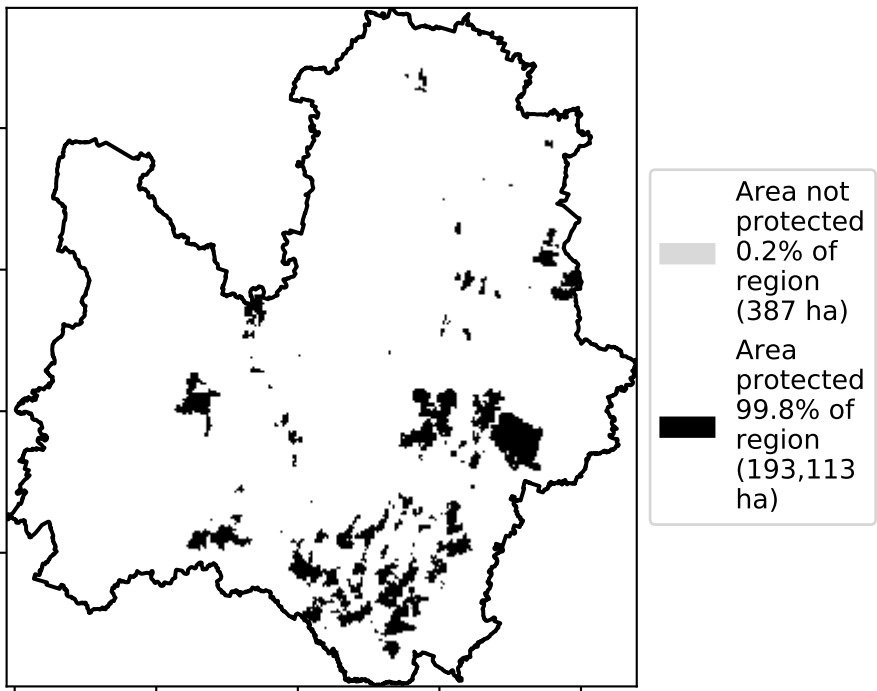 Area not
protected
0.2% of
region
(387 ha)
Area
protected
99.8% of
region
(193,113
ha)